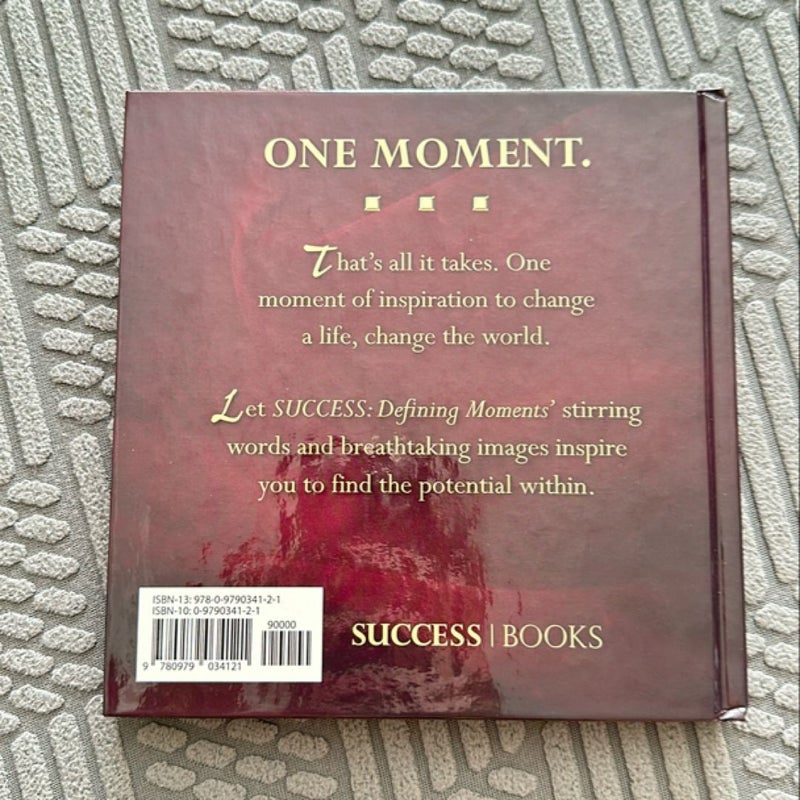 ONE MOMENT.
That's all it takes. One
moment of inspiration to change
a life, change the world.
Let SUCCESS: Defining Moments' stirring
words and breathtaking images inspire
you to find the potential within.
ISBN-13: 978-0-9790341-2-1
ISBN-10: 0-9790341-2-1
90000
9 780979 034121
SUCCESS | BOOKS